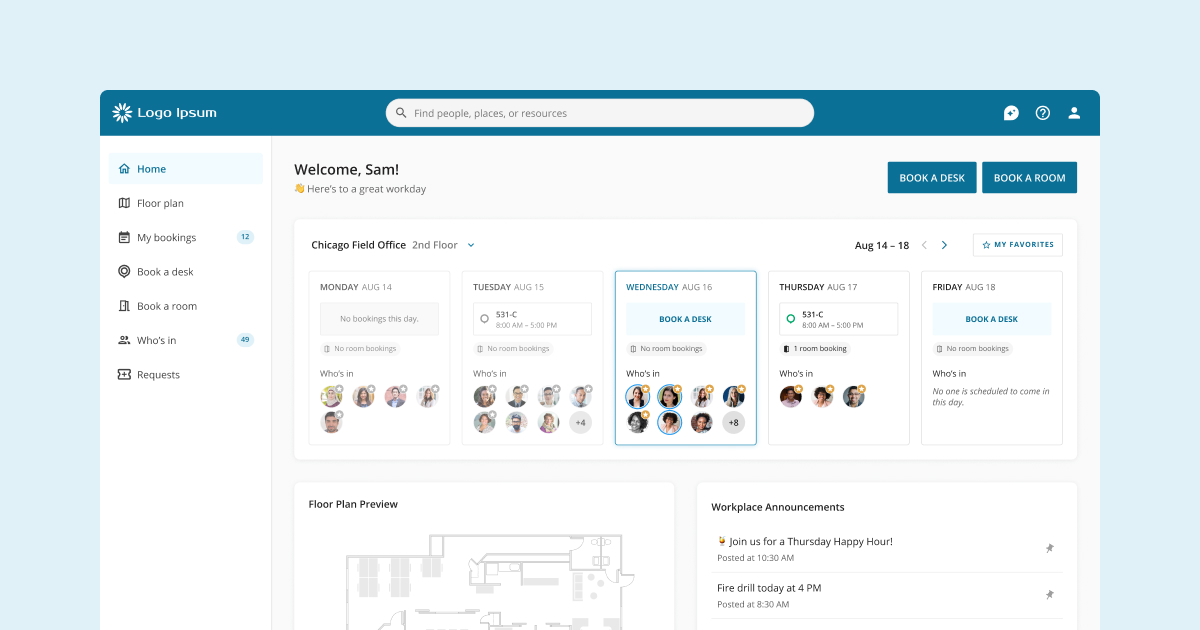 Logo Ipsum
Find people, places, or resources
Home
Floor plan
My bookings 12
Book a desk
Book a room
Who's in 49
Requests
Welcome, Sam!
👋 Here's to a great workday
BOOK A DESK
BOOK A ROOM
Chicago Field Office 2nd Floor
Aug 14 – 18
MY FAVORITES
MONDAY AUG 14
No bookings this day.
No room bookings
Who's in
TUESDAY AUG 15
531-C
8:00 AM – 5:00 PM
No room bookings
Who's in
+4
WEDNESDAY AUG 16
BOOK A DESK
No room bookings
Who's in
+8
THURSDAY AUG 17
531-C
8:00 AM – 5:00 PM
1 room booking
Who's in
FRIDAY AUG 18
BOOK A DESK
No room bookings
Who's in
No one is scheduled to come in
this day.
Floor Plan Preview
Workplace Announcements
Join us for a Thursday Happy Hour!
Posted at 10:30 AM
Fire drill today at 4 PM
Posted at 8:30 AM